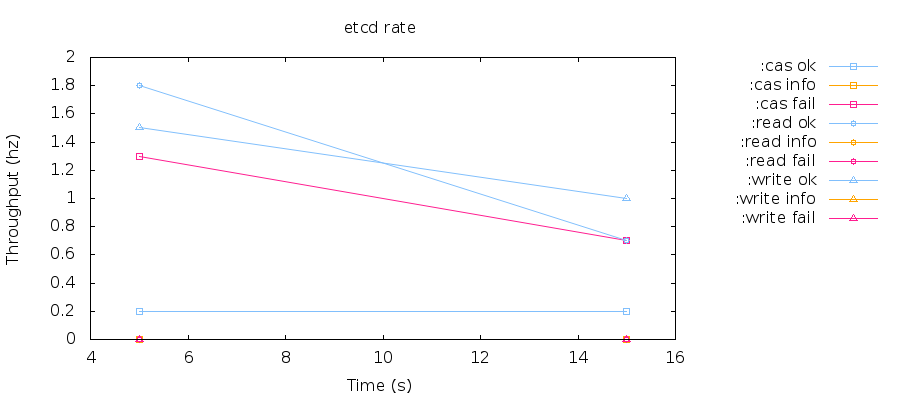 etcd rate
Throughput (hz)
2
1.8
1.6
1.4
1.2
1
0.8
0.6
0.4
0.2
0
4 6 8 10 12 14 16
Time (s)
:cas ok
:cas info
:cas fail
:read ok
:read info
:read fail
:write ok
:write info
:write fail